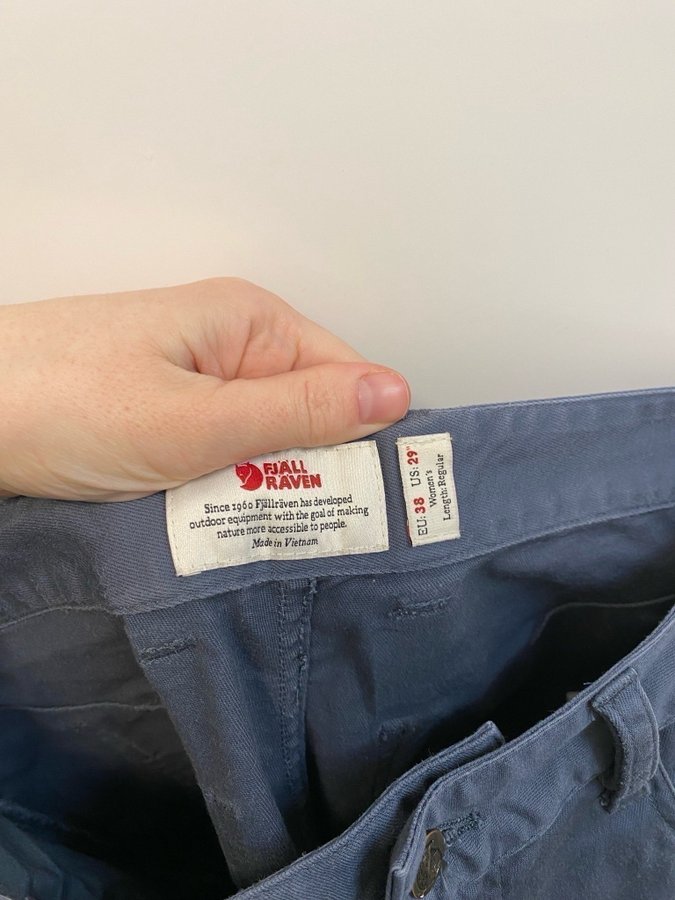 FJÄLL
RÄVEN
Since 1960 Fjällräven has developed
outdoor equipment with the goal of making
nature more accessible to people.
Made in Vietnam
EU: 38 US: 29"
Women's
Length: Regular